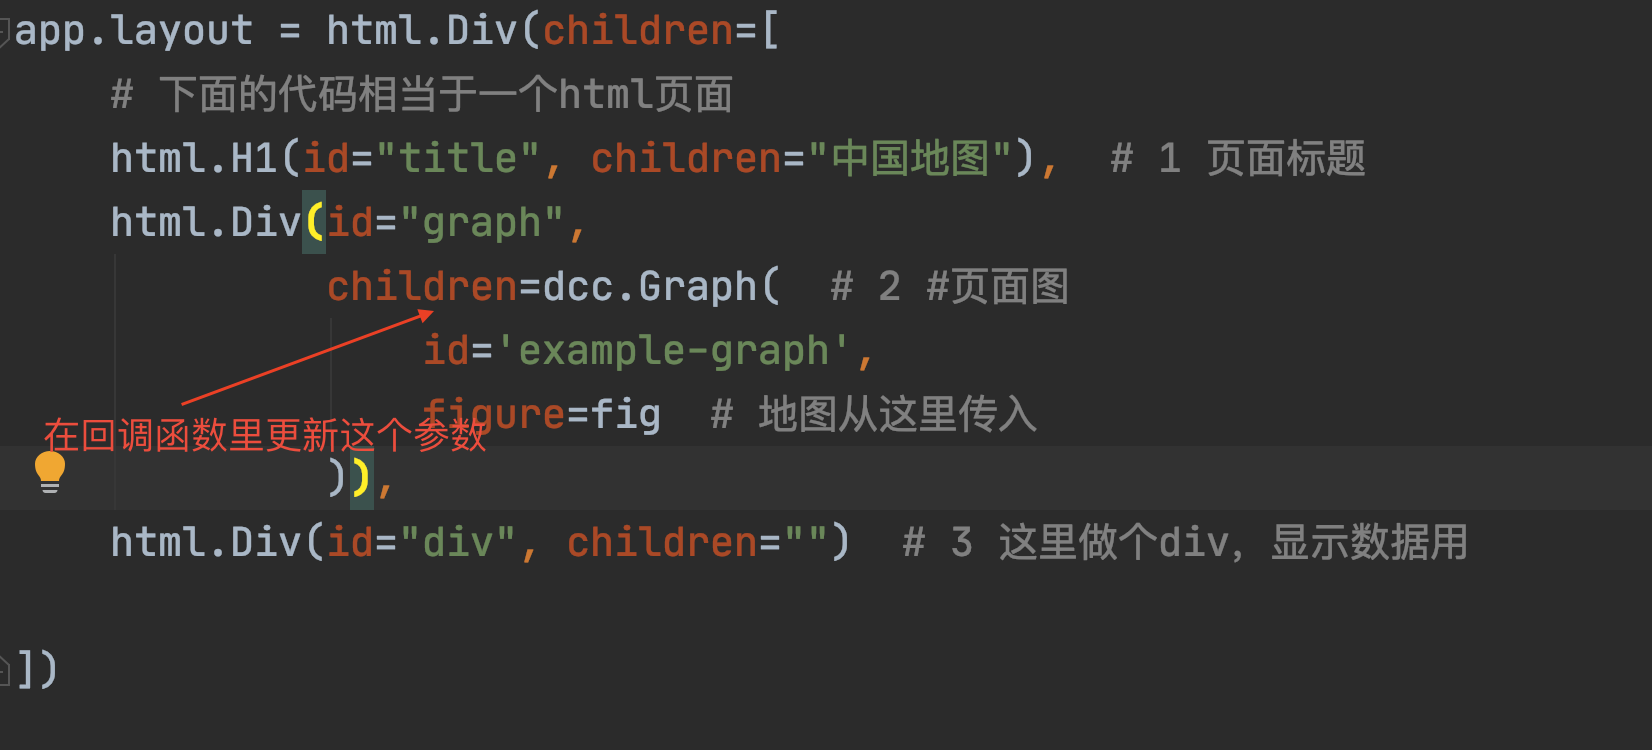 app.layout = html.Div(children=[
# 下面的代码相当于一个html页面
html.H1(id="title", children="中国地图"),  # 1 页面标题
html.Div(id="graph",
children=dcc.Graph(  # 2 #页面图
id='example-graph',
figure=fig  # 地图从这里传入
在回调函数里更新这个参数
)),
html.Div(id="div", children="")  # 3 这里做个div, 显示数据用
])